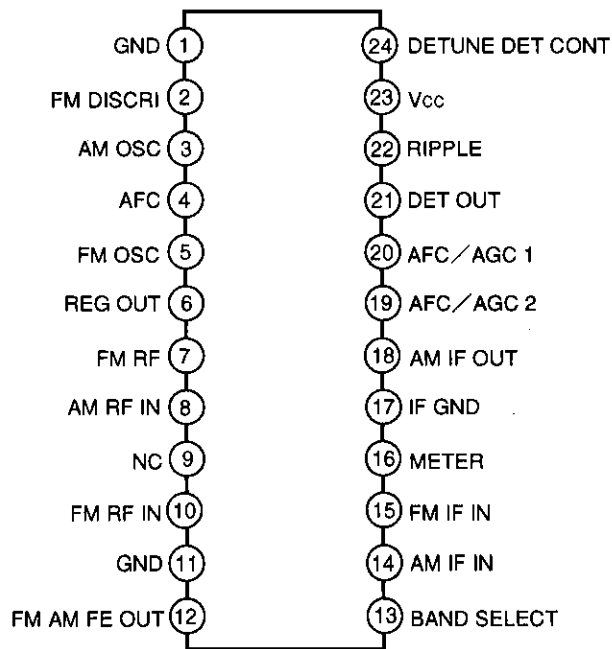 GND 1 24 DETUNE DET CONT
FM DISCRI 2 23 Vcc
AM OSC 3 22 RIPPLE
AFC 4 21 DET OUT
FM OSC 5 20 AFC/AGC 1
REG OUT 6 19 AFC/AGC 2
FM RF 7 18 AM IF OUT
AM RF IN 8 17 IF GND
NC 9 16 METER
FM RF IN 10 15 FM IF IN
GND 11 14 AM IF IN
FM AM FE OUT 12 13 BAND SELECT